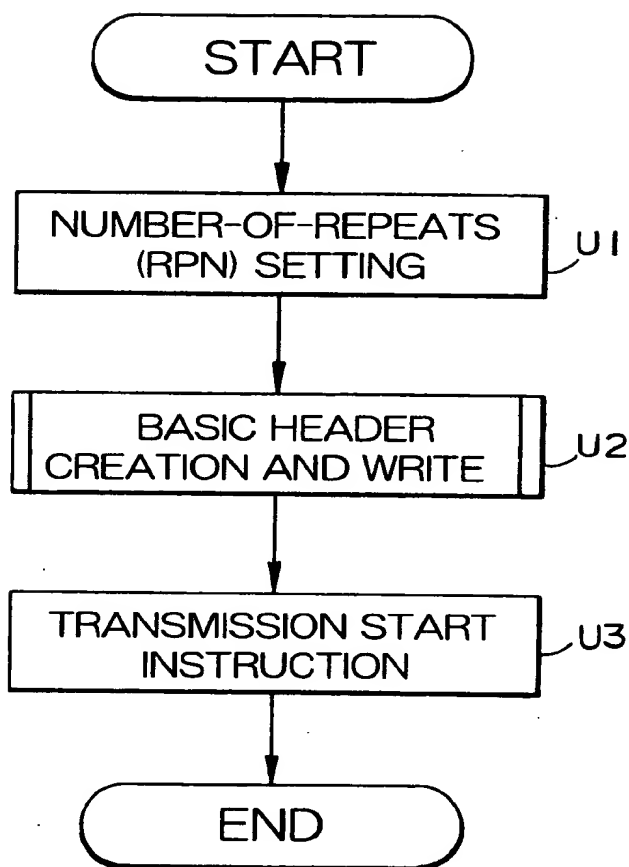 START
NUMBER-OF-REPEATS
(RPN) SETTING
U1
BASIC HEADER
CREATION AND WRITE
U2
TRANSMISSION START
INSTRUCTION
U3
END